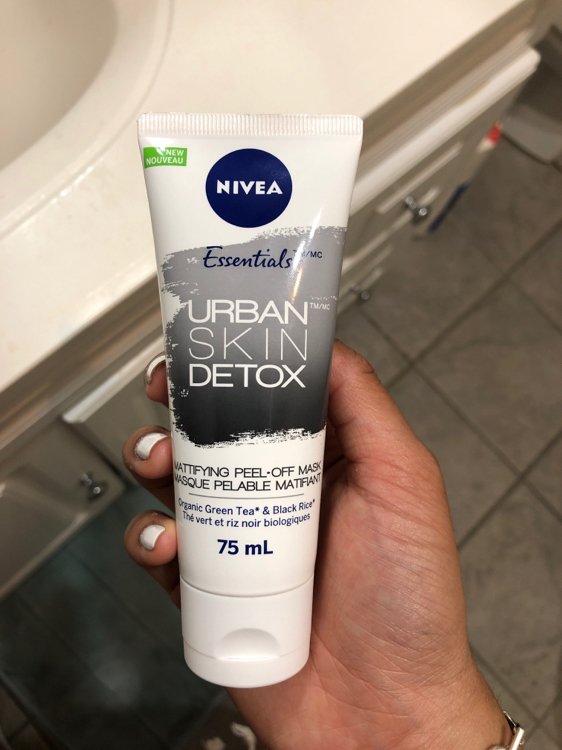 NEW
NOUVEAU
NIVEA
Essentials TM/MC
URBAN TM/MC
SKIN
DETOX
MATTIFYING PEEL-OFF MASK
MASQUE PELABLE MATIFIANT
Organic Green Tea* & Black Rice*
Thé vert et riz noir biologiques
75 mL